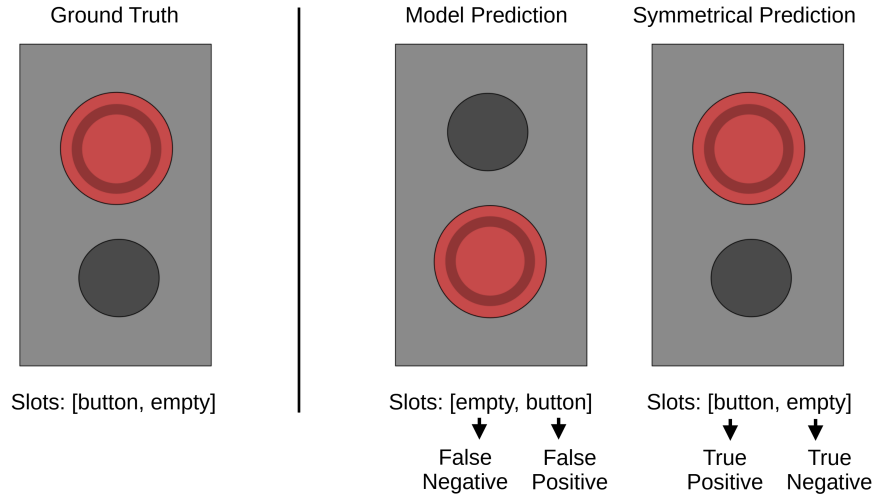 Ground Truth
Model Prediction
Symmetrical Prediction
Slots: [button, empty]
Slots: [empty, button]
Slots: [button, empty]
False
Negative
False
Positive
True
Positive
True
Negative